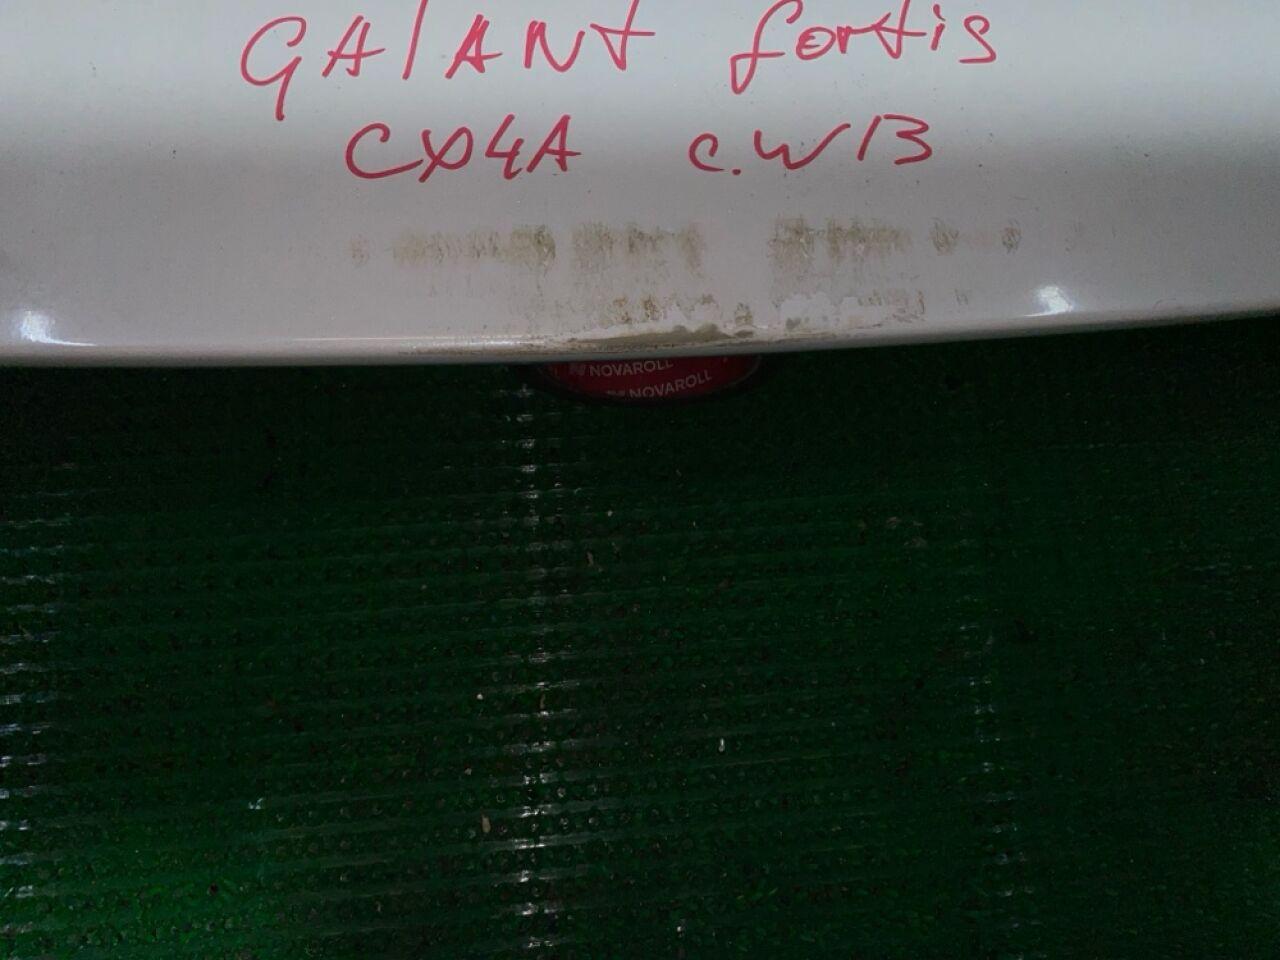 GALANT fortis
CX4A c.W13
NOVAROLL
NOVAROLL